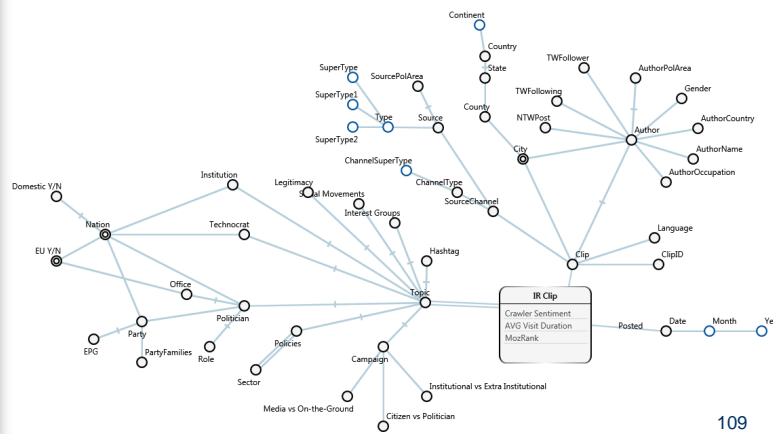 Continent
Country
State
County
City
SuperType
SuperType1
SuperType2
Type
SourcePolArea
Source
ChannelSuperType
ChannelType
SourceChannel
TWFollower
TWFollowing
NTWPost
AuthorPolArea
Gender
AuthorCountry
Author
AuthorName
AuthorOccupation
Language
Clip
ClipID
Institution
Legitimacy
Interest Groups
Hashtag
Technocrat
Domestic Y/N
Nation
EU Y/N
Office
Politician
Topic
Party
EPG
PartyFamilies
Role
Policies
Sector
Campaign
Media vs On-the-Ground
Citizen vs Politician
Institutional vs Extra Institutional
IR Clip
Crawler Sentiment
AVG Visit Duration
MozRank
Posted
Date
Month
109